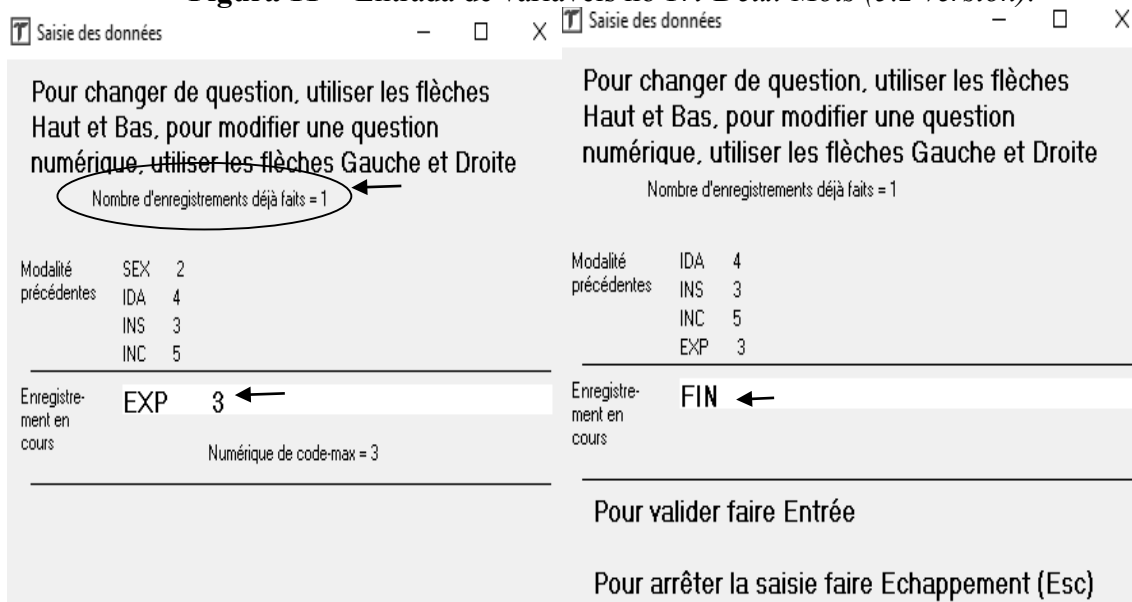 Saisie des données
Pour changer de question, utiliser les flèches
Haut et Bas, pour modifier une question
numérique, utiliser les flèches Gauche et Droite
Nombre d'enregistrements déjà faits = 1
Modalité précédentes
SEX 2
IDA 4
INS 3
INC 5
Enregistre-
ment en
cours
EXP 3
Numérique de code-max = 3
Saisie des données
Pour changer de question, utiliser les flèches
Haut et Bas, pour modifier une question
numérique, utiliser les flèches Gauche et Droite
Nombre d'enregistrements déjà faits = 1
Modalité précédentes
IDA 4
INS 3
INC 5
EXP 3
Enregistre-
ment en
cours
FIN
Pour valider faire Entrée
Pour arrêter la saisie faire Echappement (Esc)